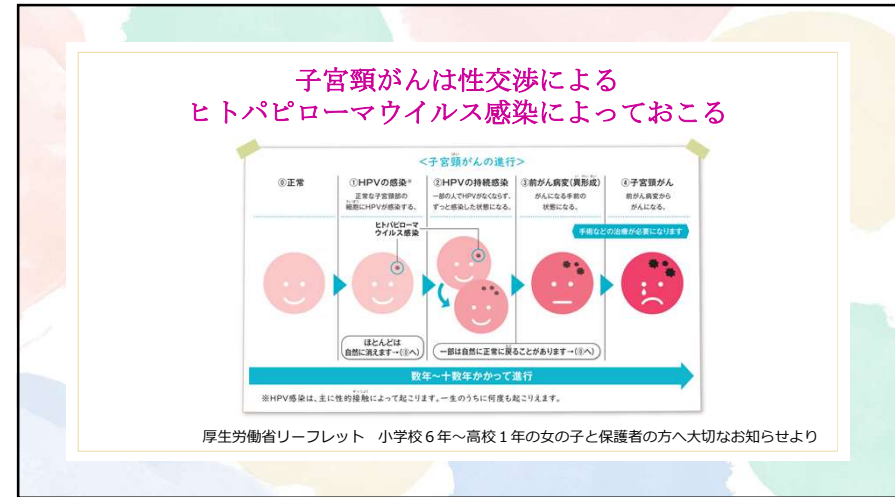 子宮頸がんは性交渉による
ヒトパピローマウイルス感染によっておこる
<子宮頸がんの進行>
⓪正常
①HPVの感染※
正常な子宮頸部の
細胞にHPVが感染する。
②HPVの持続感染
一部の人でHPVがなくならず、
ずっと感染した状態になる。
③前がん病変(異形成)
がんになる手前の
状態になる。
④子宮頸がん
前がん病変から
がんになる。
ヒトパピローマ
ウイルス感染
手術などの治療が必要になります
ほとんどは
自然に消えます→(⓪へ)
一部は自然に正常に戻ることがあります→(⓪へ)
数年～十数年かかって進行
※HPV感染は、主に性的接触によって起こります。一生のうちに何度も起こりえます。
厚生労働省リーフレット　小学校６年～高校１年の女の子と保護者の方へ大切なお知らせより